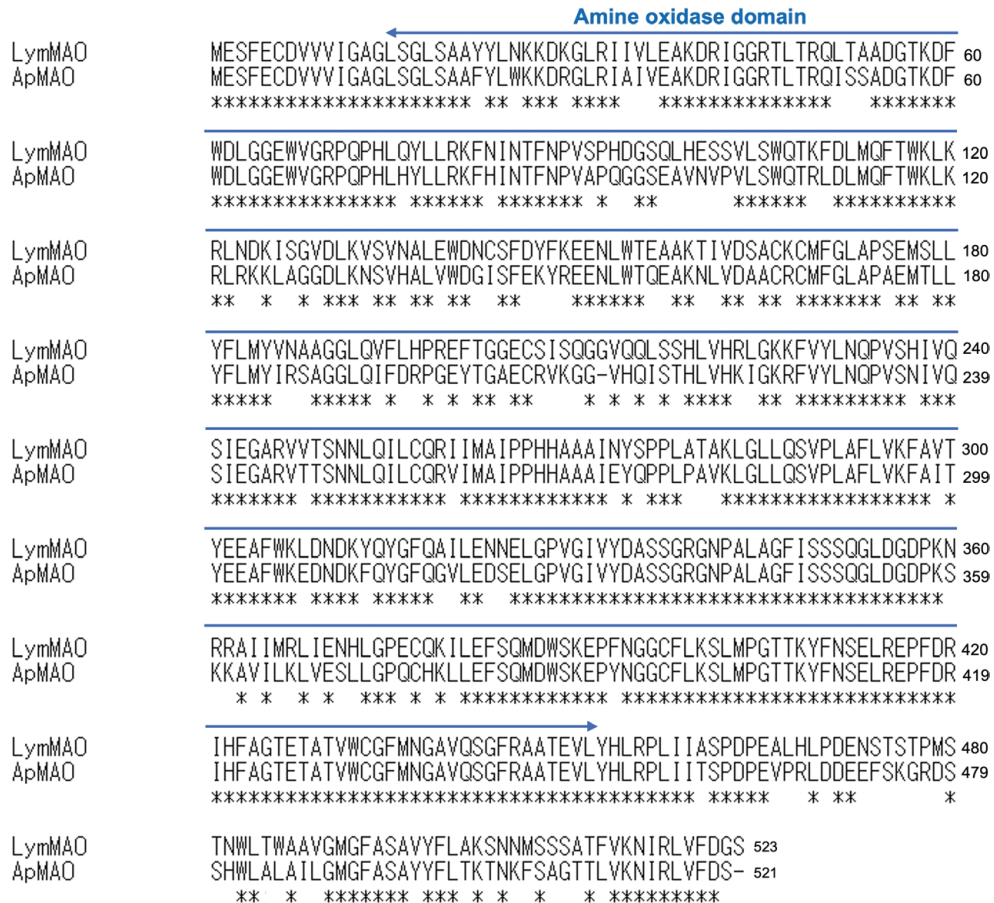 Amine oxidase domain
LymMAO MESFECDVVVIGAGLSGLSAAYYLNKKDKGLRIIVLEAKDRIGGRTLTRQLTAADGTKDF 60
ApMAO MESFECDVVVIGAGLSGLSAAFYLWKKDRGLRIAIVEAKDRIGGRTLTRQISSADGTKDF 60
********************* ** *** ****   **************   *******
LymMAO WDLGGEWVGRPQPHLQYLLRKFNINTFNPVSPHDGSQLHESSVLSWQTKFDLMQFTWKLK 120
ApMAO WDLGGEWVGRPQPHLHYLLRKFHINTFNPVAPQGGSEAVNVPVLSWQTRLDLMQFTWKLK 120
*************** ****** ******* *  **      ******  **********
LymMAO RLNDKISGVDLKVSVNALEWDNCSFDYFKEENLWTEAAKTIVDSACKCMFGLAPSEMSLL 180
ApMAO RLRKKLAGGDLKNSVHALVWDGISFEKYREENLWTQEAKNLVDAACRCMFGLAPAEMTLL 180
**  *  * *** ** ** **  **    ******  **  ** ** ******* ** **
LymMAO YFLMYVNAAGGLQVFLHPREFTGGECSISQGGVQQLSSHLVHRLGKKFVYLNQPVSHIVQ 240
ApMAO YFLMYIRSAGGLQIFDRPGEYTGAECRVKGG-VHQISTHLVHKIGKRFVYLNQPVSNIVQ 239
*****   ***** *  * * ** **    * * * * ****  ** ********* ***
LymMAO SIEGARVVTSNNLQILCQRIIMAIPPHHAAAINYSPPLATAKLGLLQSVPLAFLVKFAVT 300
ApMAO SIEGARVTTSNNLQILCQRVIMAIPPHHAAAIEYQPPLPAVKLGLLQSVPLAFLVKFAIT 299
******* *********** ************ * ***   ***************** *
LymMAO YEEAFWKLDNDKYQYGFQAILENNELGPVGIVYDASSGRGNPALAGFISSSQGLDGDPKN 360
ApMAO YEEAFWKEDNDKFQYGFQGVLEDSELGPVGIVYDASSGRGNPALAGFISSSQGLDGDPKS 359
******* **** *****  **  ***********************************
LymMAO RRAIIMRLIENHLGPECQKILEFSQMDWSKEPFNGGCFLKSLMPGTTKYFNSELREPFDR 420
ApMAO KKAVILKLVESLLGPQCHKLLEFSQMDWSKEPYNGGCFLKSLMPGTTKYFNSELREPFDR 419
  * *  * *  *** * * ************ ***************************
LymMAO IHFAGTETATVWCGFMNGAVQSGFRAATEVLYHLRPLIIASPDPEALHLPDENSTSTPMS 480
ApMAO IHFAGTETATVWCGFMNGAVQSGFRAATEVLYHLRPLIITSPDPEVPRLDDEEFSKGRDS 479
*************************************** *****   * **       *
LymMAO TNWLTWAAVGMGFASAVYFLAKSNNMSSSATFVKNIRLVFDGS 523
ApMAO SHWLALAILGMGFASAYYFLTKTNKFSAGTTLVKNIRLVFDS- 521
  **  *  ******* *** * *  *   * *********